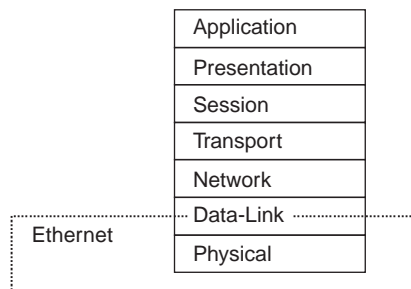 Application
Presentation
Session
Transport
Network
Data-Link
Ethernet
Physical